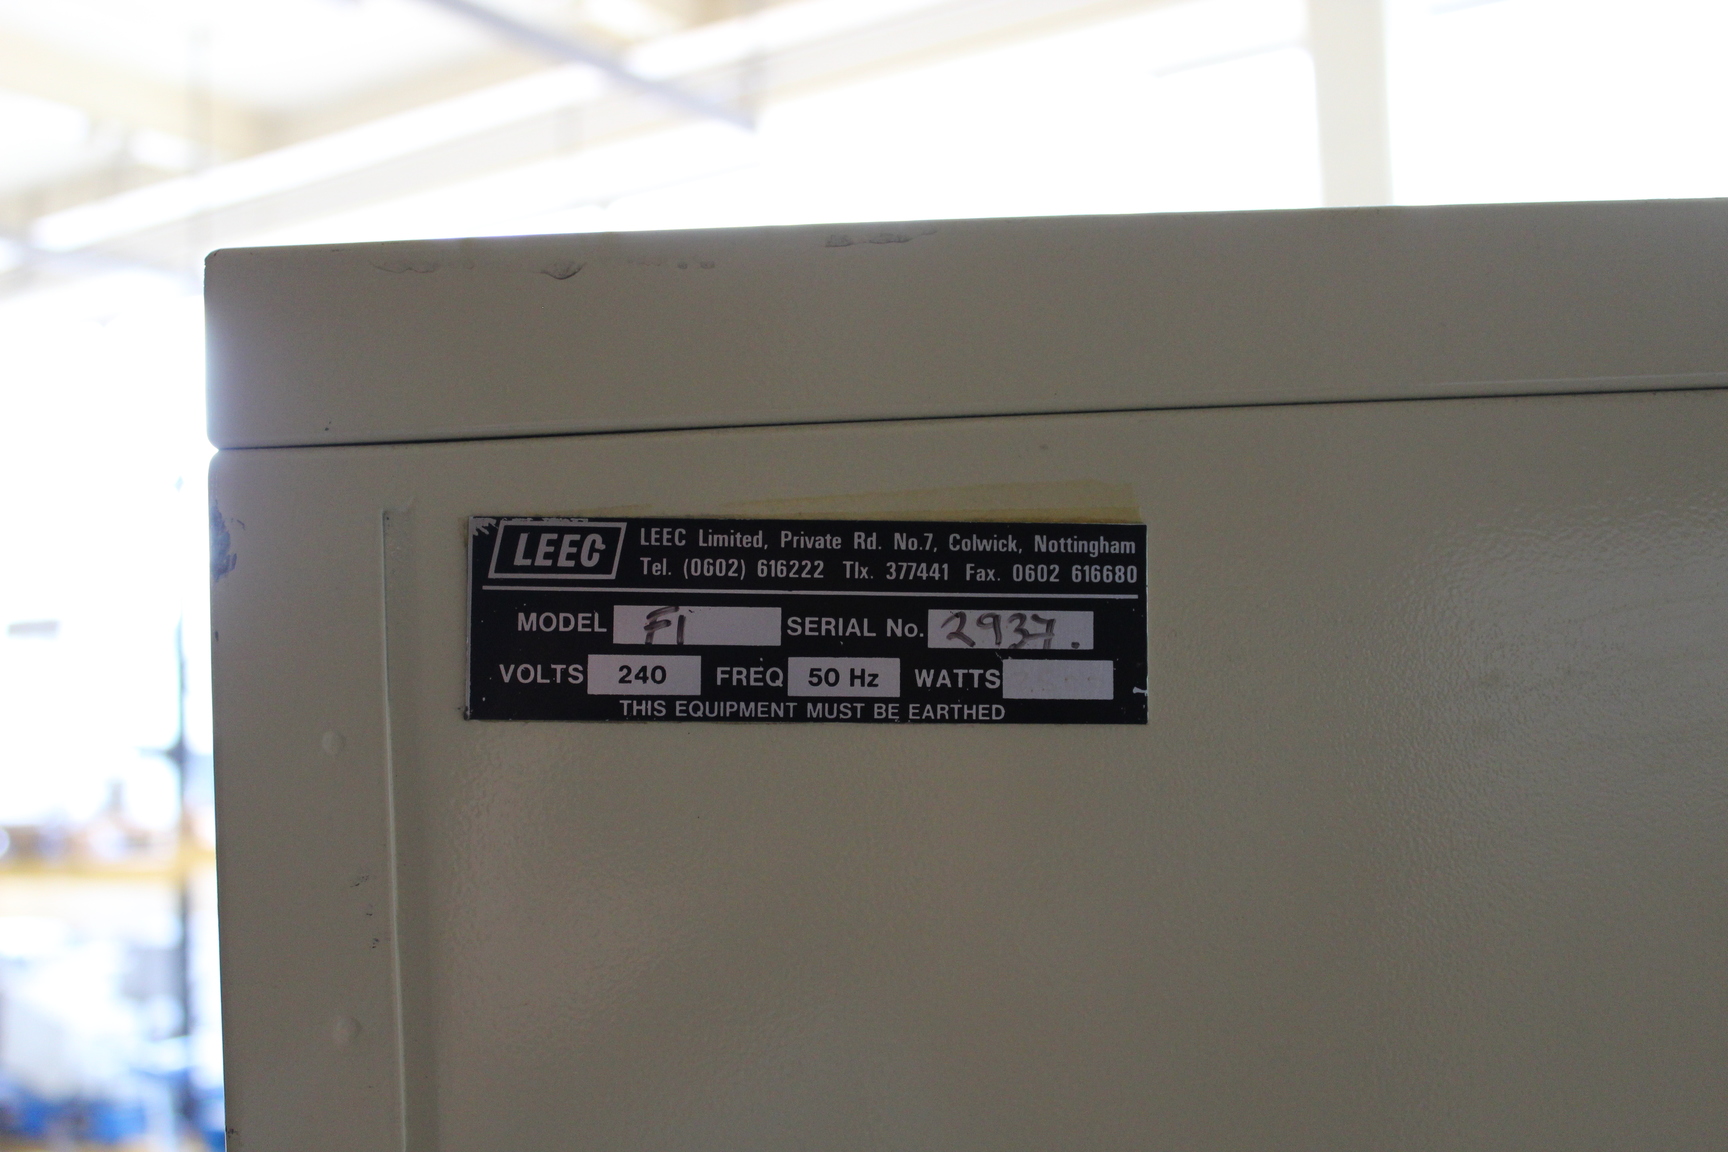 LEEC
LEEC Limited, Private Rd. No.7, Colwick, Nottingham
Tel. (0602) 616222 Tlx. 377441 Fax. 0602 616680
MODEL Fi SERIAL No. 2937.
VOLTS 240 FREQ 50 Hz WATTS
THIS EQUIPMENT MUST BE EARTHED